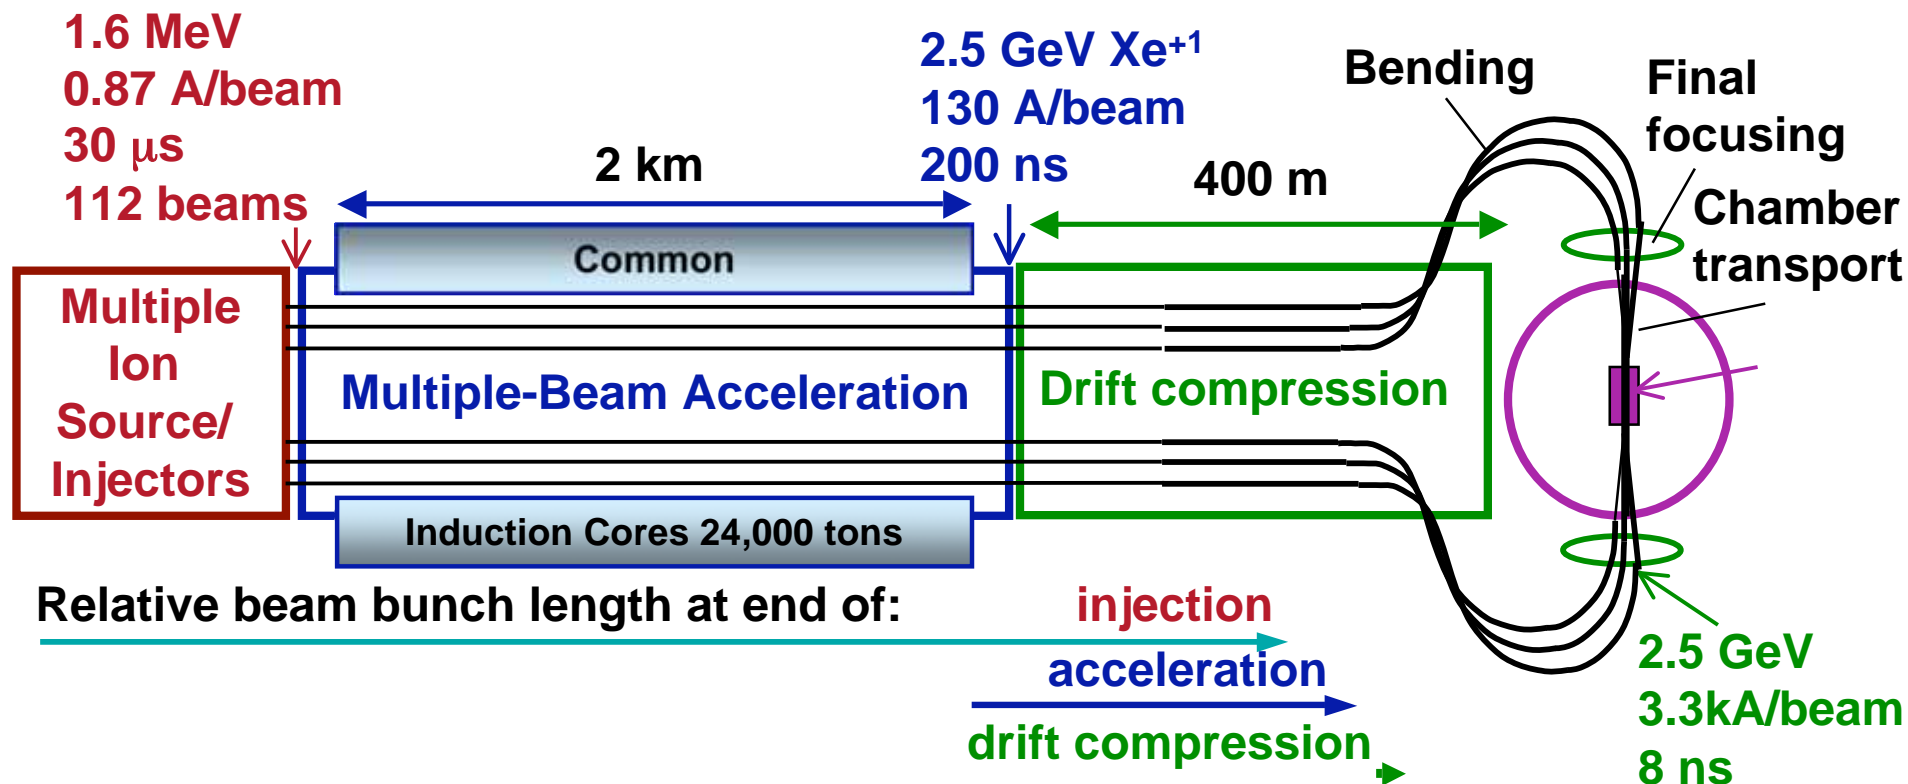 1.6 MeV
0.87 A/beam
30 μs
112 beams
2 km
2.5 GeV Xe+1
130 A/beam
200 ns
400 m
Bending
Final
focusing
Chamber
transport
Common
Multiple
Ion
Source/
Injectors
Multiple-Beam Acceleration
Drift compression
Induction Cores 24,000 tons
Relative beam bunch length at end of:
injection
acceleration
drift compression
2.5 GeV
3.3kA/beam
8 ns